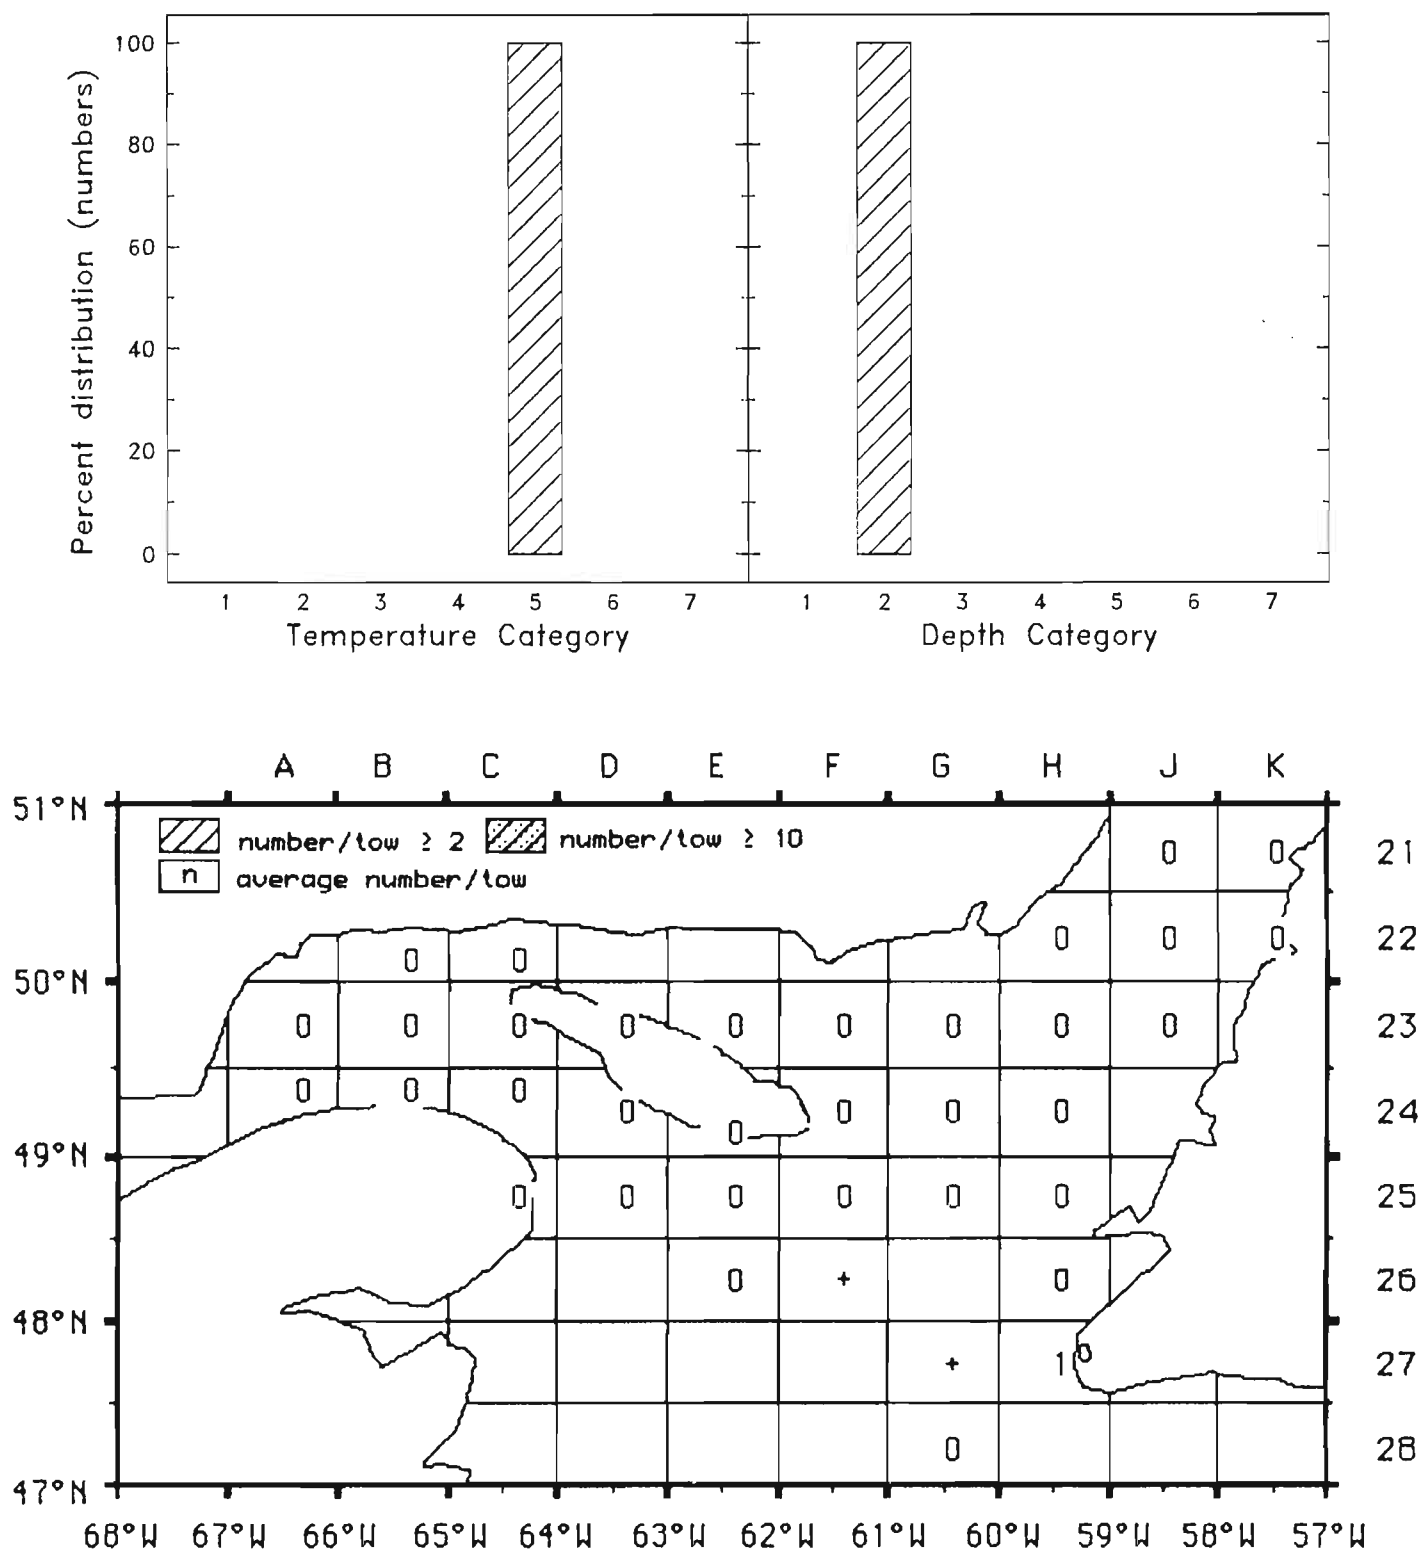 Percent distribution (numbers)
100
80
60
40
20
0
1 2 3 4 5 6 7 1 2 3 4 5 6 7
Temperature Category Depth Category
A B C D E F G H J K
51°N
number/tow ≥ 2 number/tow ≥ 10
n average number/tow
0 0 21
0 0 0 0 0 22
50°N
0 0 0 0 0 0 0 0 0 23
0 0 0 0 0 0 0 0 24
49°N
0 0 0 0 0 0 25
0 + 0 26
48°N
+ 1 0 27
0 28
47°N
68°W 67°W 66°W 65°W 64°W 63°W 62°W 61°W 60°W 59°W 58°W 57°W